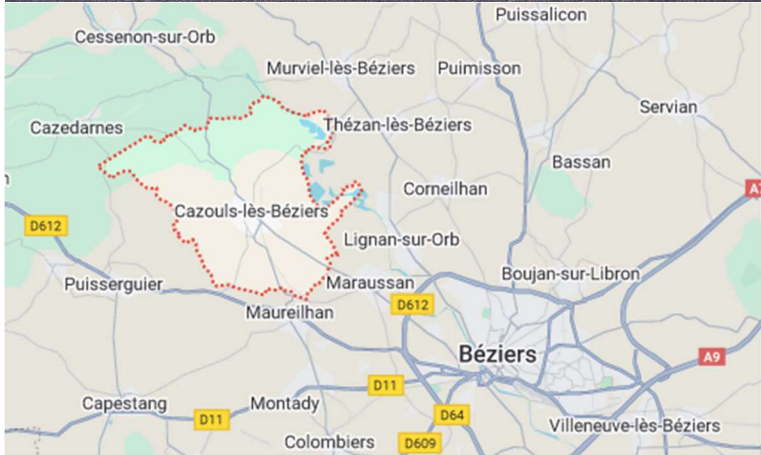 Puissalicon
Cessenon-sur-Orb
Murviel-lès-Béziers
Puimisson
Servian
Cazedarnes
Thézan-lès-Béziers
Bassan
n
Corneilhan
A7
Cazouls-lès-Béziers
D612
Lignan-sur-Orb
Puisserguier
Maraussan
Boujan-sur-Libron
D612
Maureilhan
Béziers
A9
D11
Capestang
Montady
D11
D64
Villeneuve-lès-Béziers
Colombiers
D609